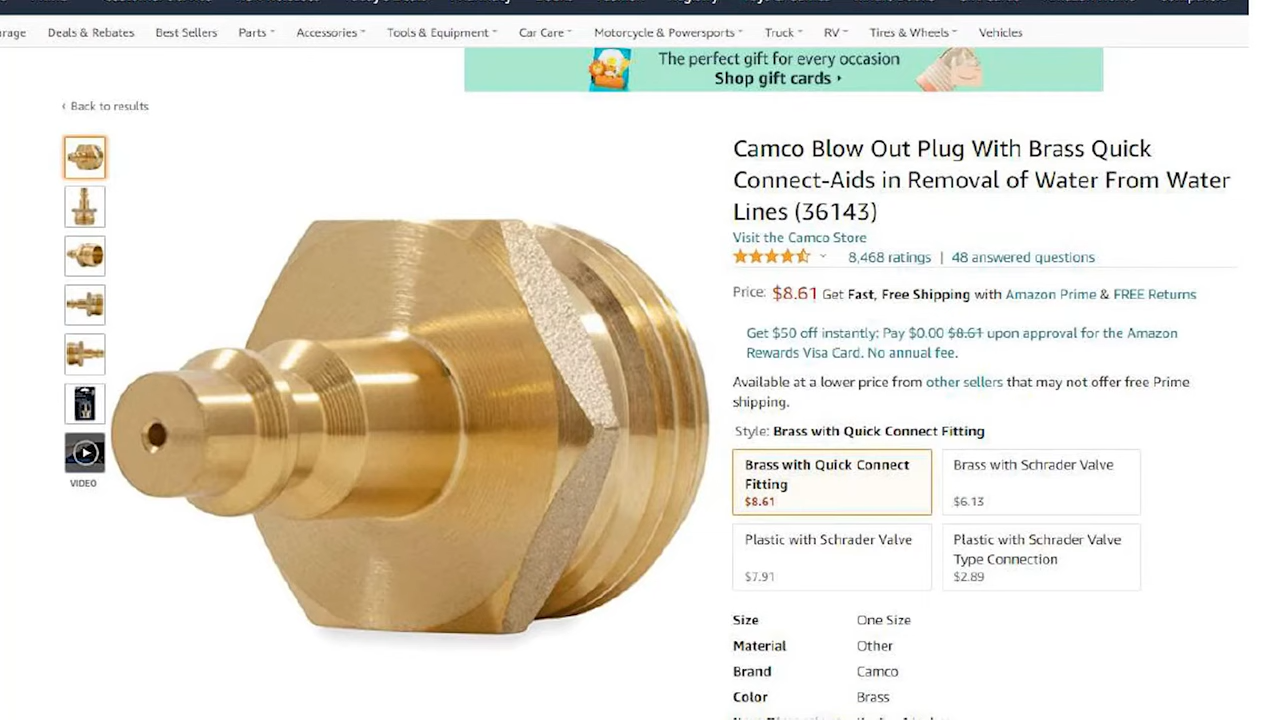 Deals & Rebates Best Sellers Parts Accessories Tools & Equipment Car Care Motorcycle & Powersports Truck RV Tires & Wheels Vehicles
The perfect gift for every occasion
Shop gift cards ›
‹ Back to results
Camco Blow Out Plug With Brass Quick
Connect-Aids in Removal of Water From Water
Lines (36143)
Visit the Camco Store
8,468 ratings | 48 answered questions
Price: $8.61 Get Fast, Free Shipping with Amazon Prime & FREE Returns
Get $50 off instantly: Pay $0.00 $8.61 upon approval for the Amazon
Rewards Visa Card. No annual fee.
Available at a lower price from other sellers that may not offer free Prime
shipping.
Style: Brass with Quick Connect Fitting
Brass with Quick Connect
Fitting
$8.61
Brass with Schrader Valve
$6.13
Plastic with Schrader Valve
$7.91
Plastic with Schrader Valve
Type Connection
$2.89
VIDEO
Size One Size
Material Other
Brand Camco
Color Brass